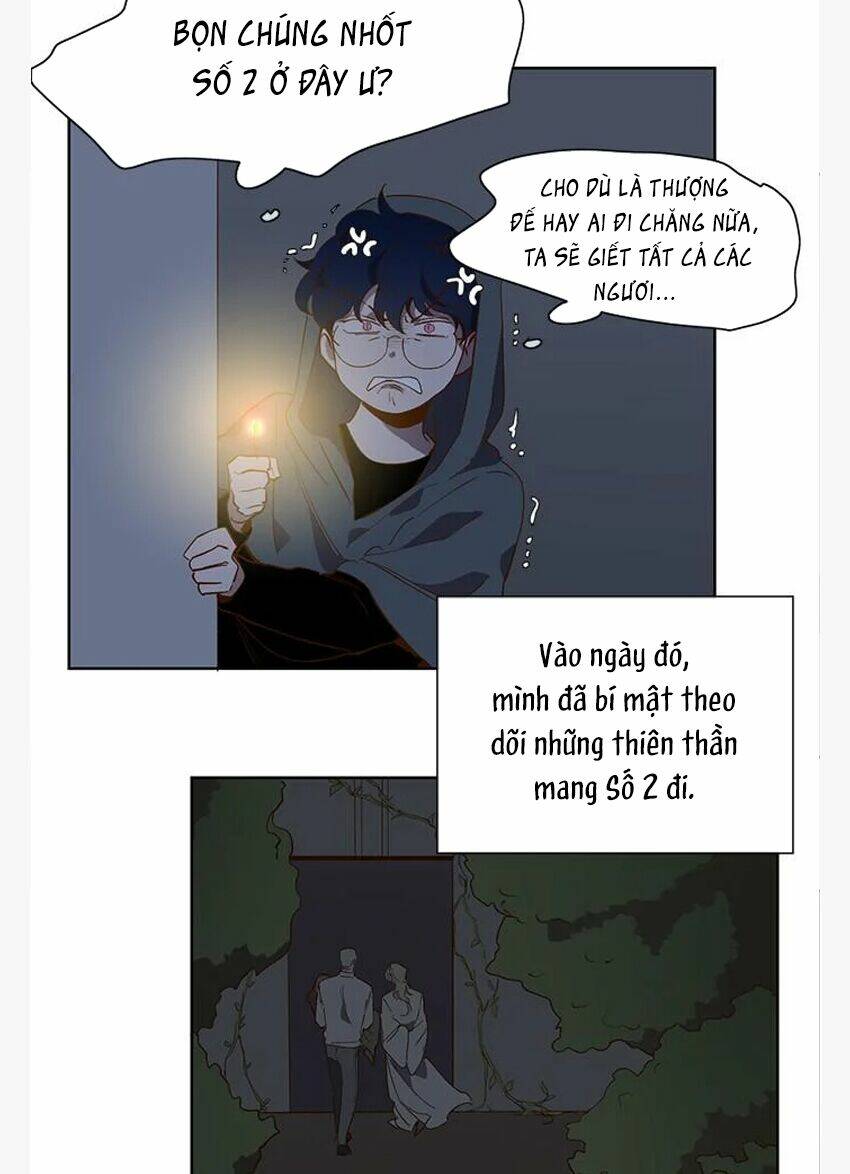 BỌN CHÚNG NHỐT
SỐ 2 Ở ĐÂY Ư?
CHO DÙ LÀ THƯỢNG
ĐẾ HAY AI ĐI CHĂNG NỮA,
TA SẼ GIẾT TẤT CẢ CÁC
NGƯƠI...
Vào ngày đó,
mình đã bí mật theo
dõi những thiên thần
mang Số 2 đi.